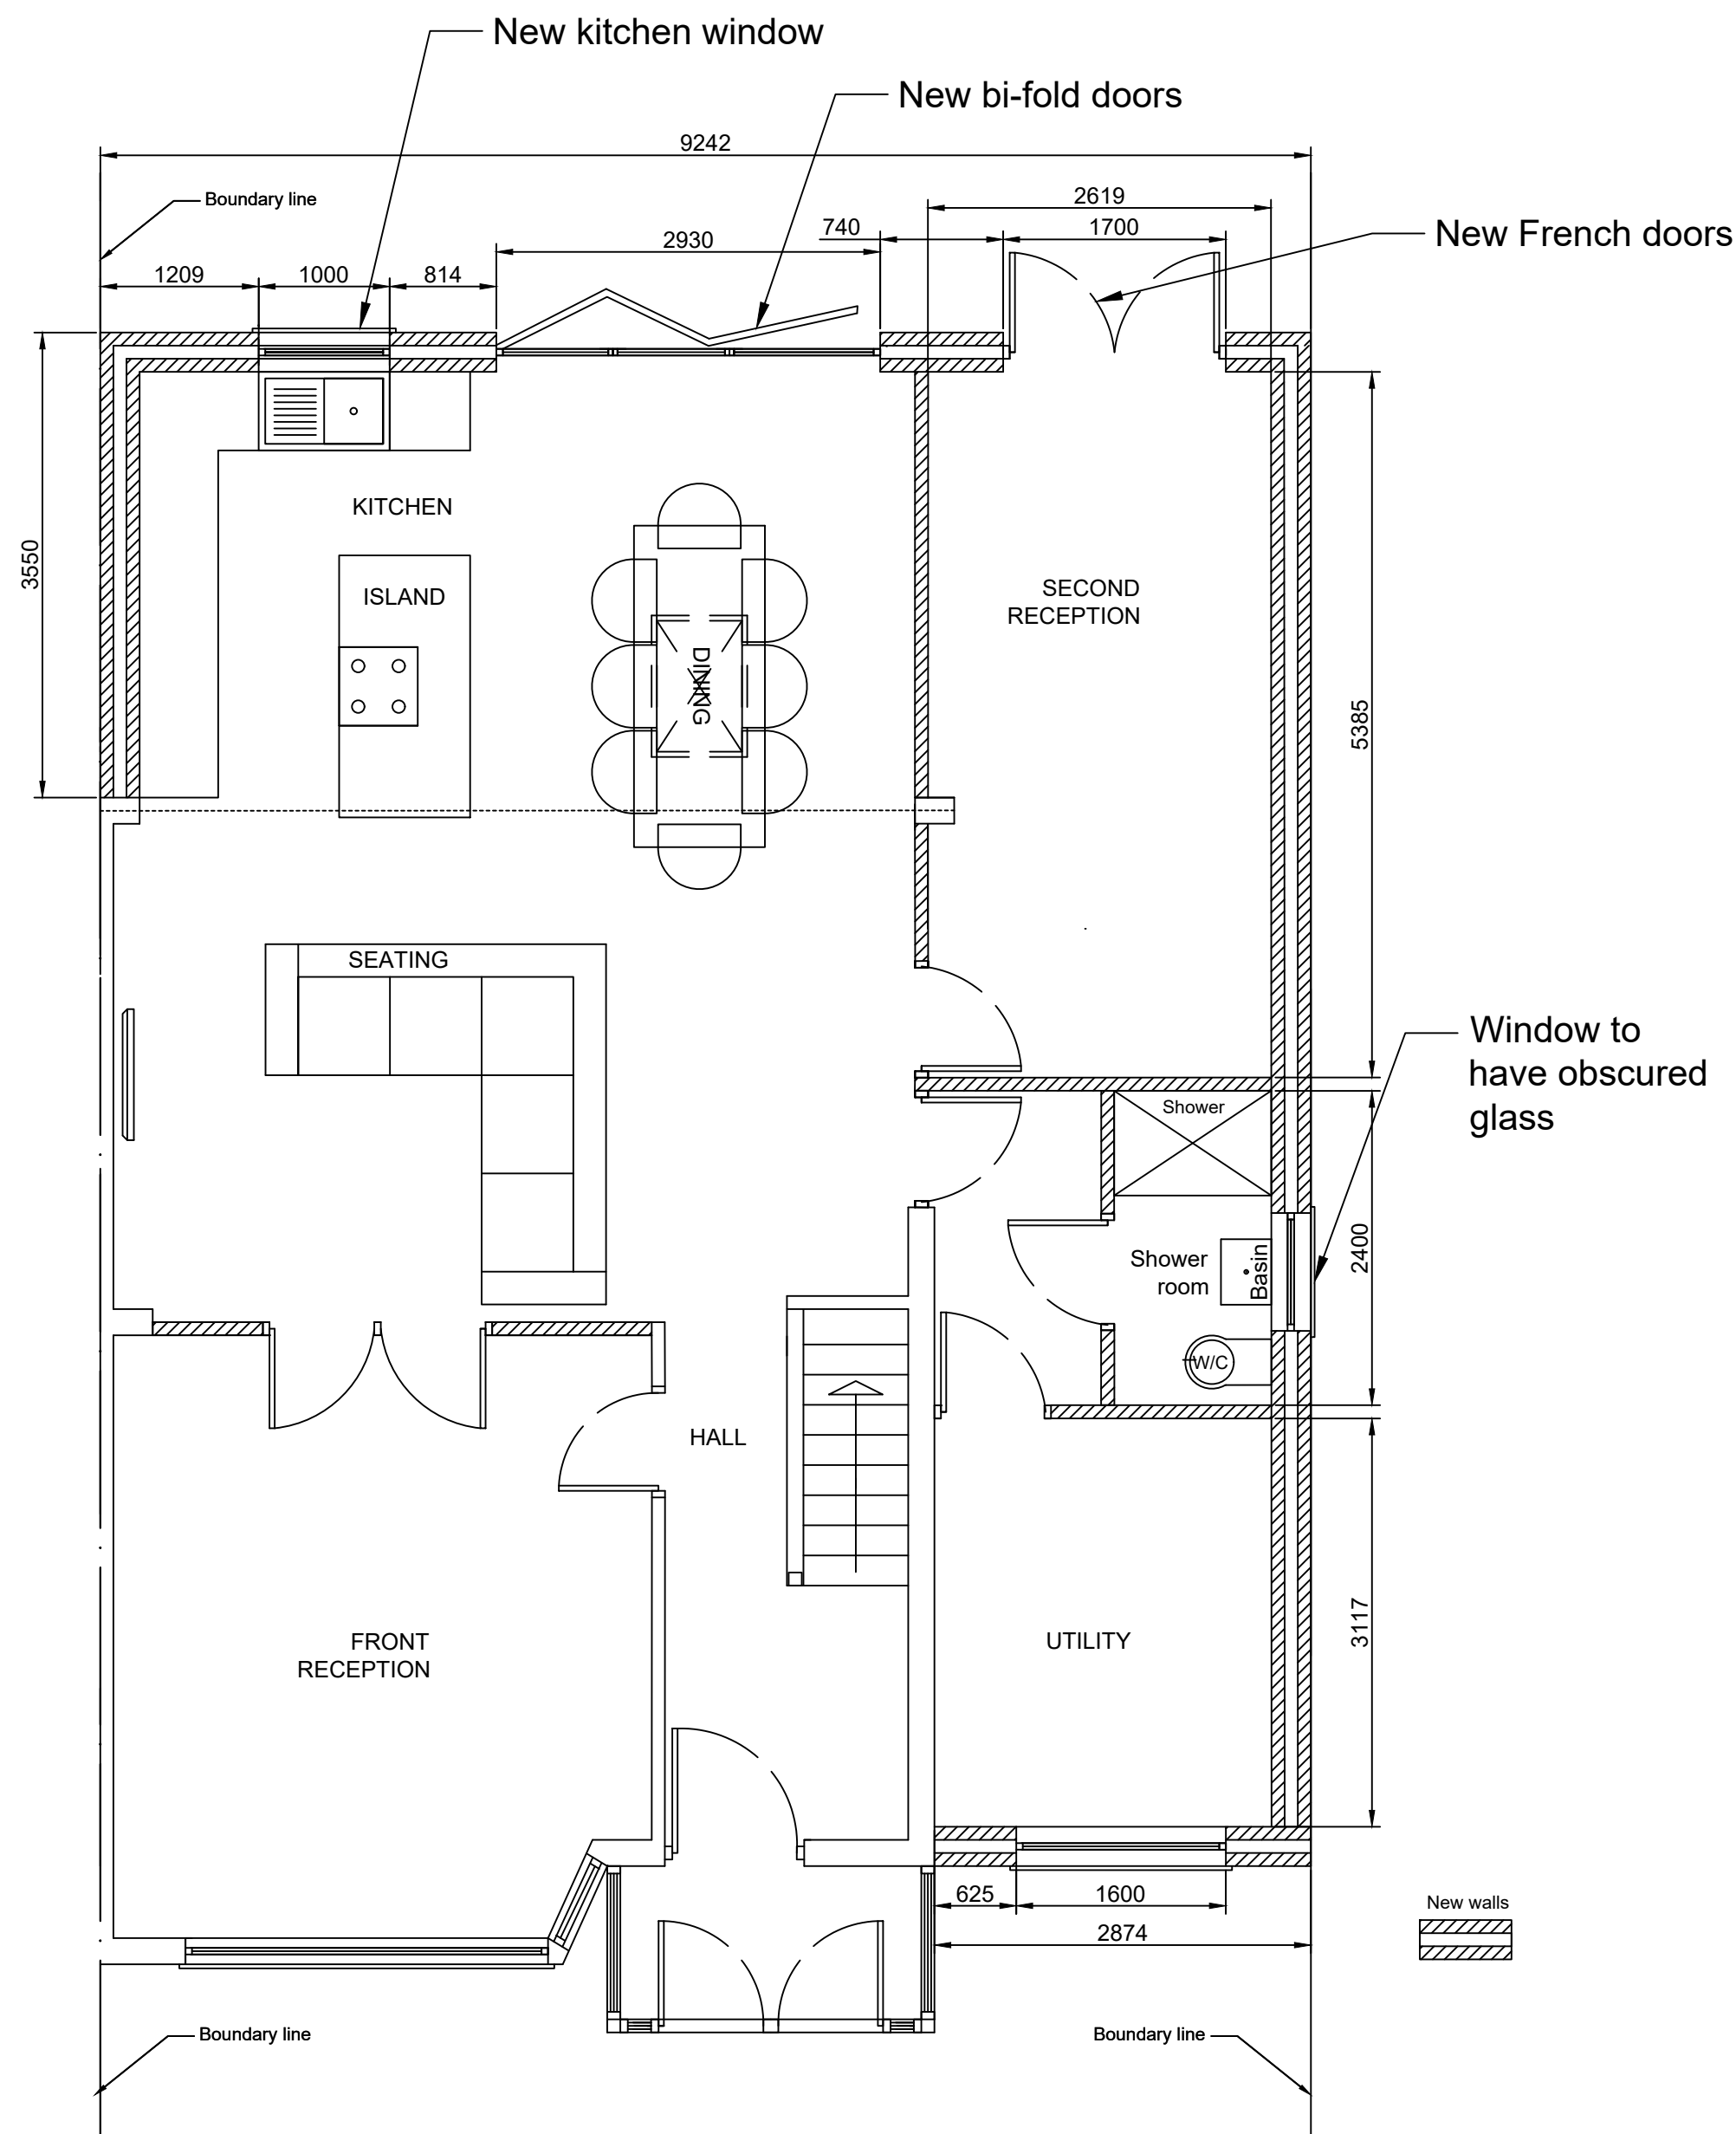 New kitchen window
New bi-fold doors
9242
Boundary line
2619
740
1700
New French doors
2930
1209
1000
814
3550
KITCHEN
ISLAND
DINING
SECOND
RECEPTION
5385
SEATING
Window to
have obscured
glass
Shower
2400
Shower
room
Basin
W/C
HALL
FRONT
RECEPTION
UTILITY
3117
625
1600
2874
New walls
Boundary line
Boundary line